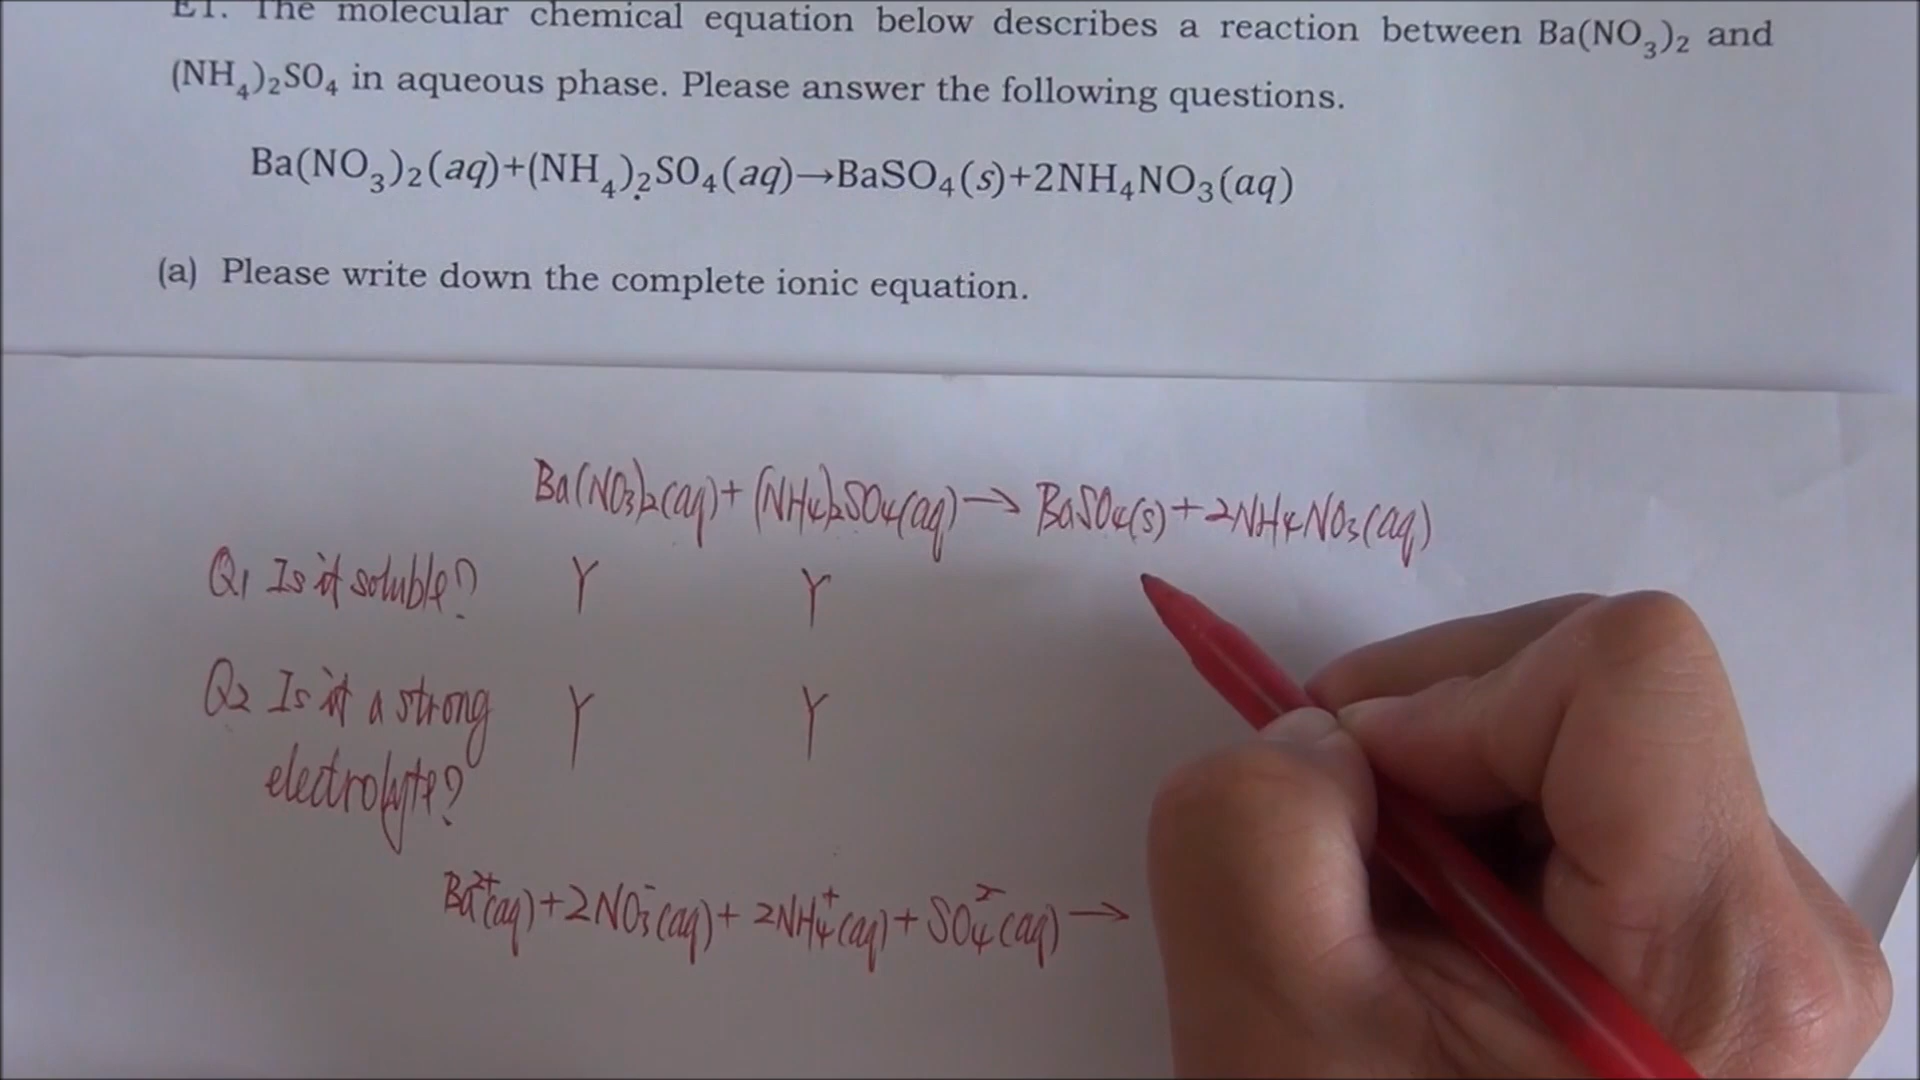 E1. The molecular chemical equation below describes a reaction between Ba(NO₃)₂ and
(NH₄)₂SO₄ in aqueous phase. Please answer the following questions.
Ba(NO₃)₂(aq)+(NH₄)₂SO₄(aq)→BaSO₄(s)+2NH₄NO₃(aq)
(a) Please write down the complete ionic equation.
Ba(NO₃)₂(aq)+(NH₄)₂SO₄(aq)→BaSO₄(s)+2NH₄NO₃(aq)
Q1 Is it soluble? Y Y
Q2 Is it a strong Y Y
electrolyte?
Ba²⁺(aq)+2NO₃⁻(aq)+2NH₄⁺(aq)+SO₄²⁻(aq)→